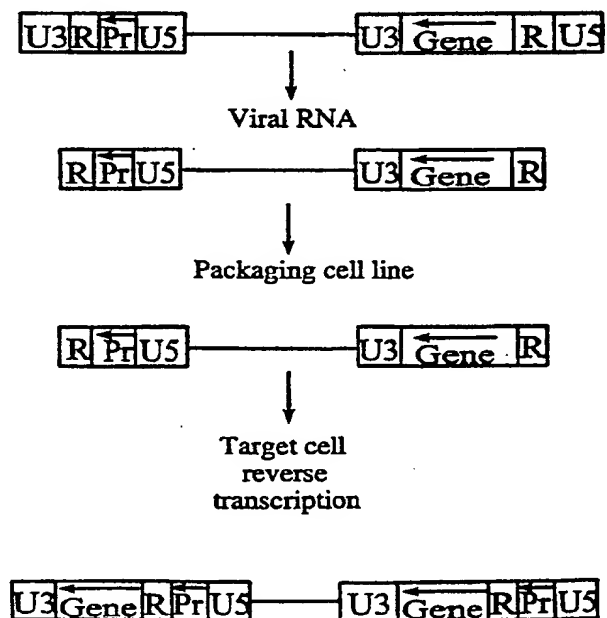 U3 R Pr U5 U3 Gene R U5
Viral RNA
R Pr U5 U3 Gene R
Packaging cell line
R Pr U5 U3 Gene R
Target cell
reverse
transcription
U3 Gene R Pr U5 U3 Gene R Pr U5